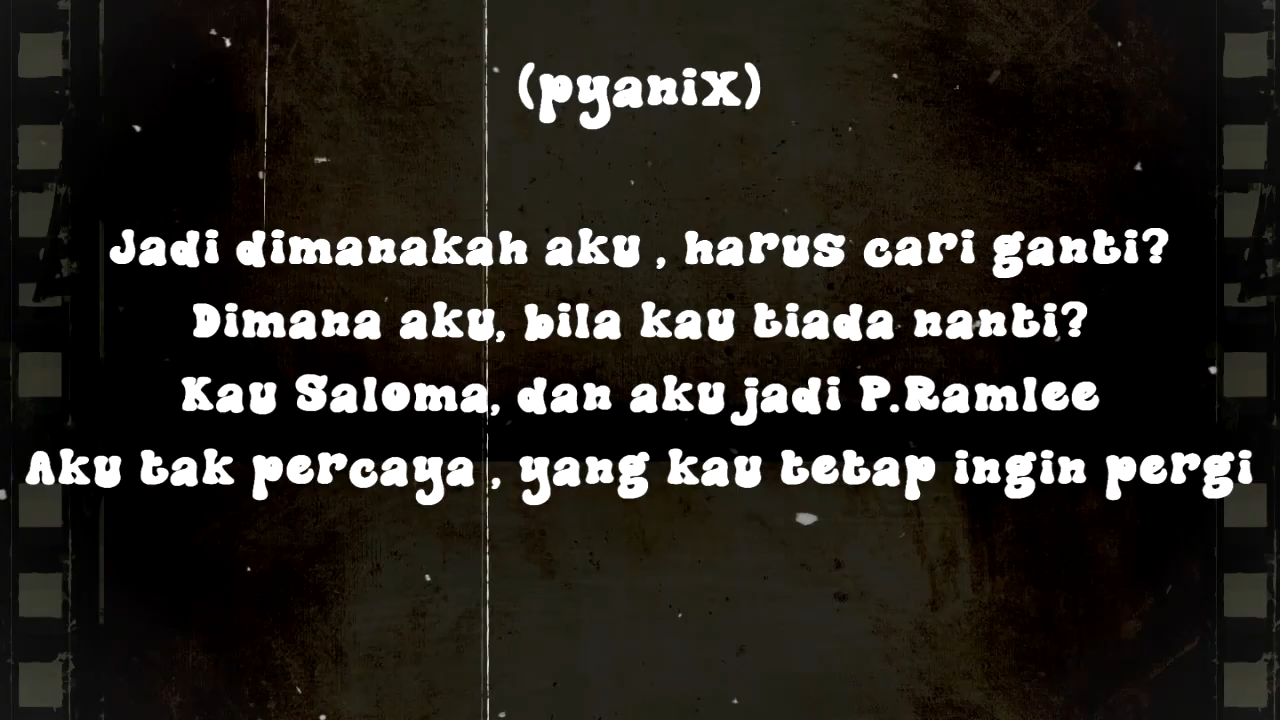 (pyaniX)
Jadi dimanakah aku , harus cari ganti?
Dimana aku, bila kau tiada nanti?
Kau Saloma, dan aku jadi P.Ramlee
Aku tak percaya , yang kau tetap ingin pergi